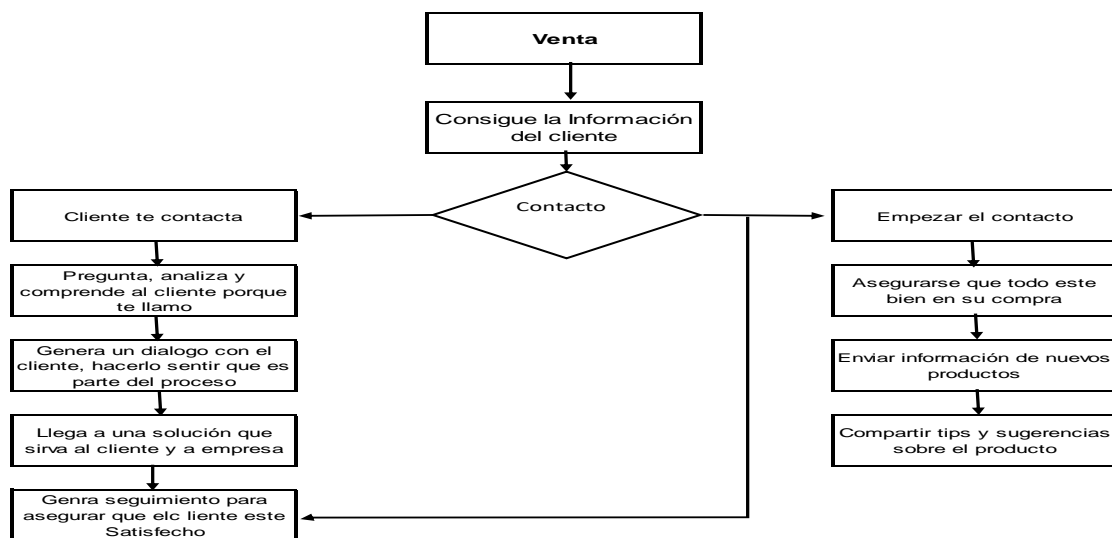 Venta
Consigue la Información
del cliente
Contacto
Cliente te contacta
Pregunta, analiza y
comprende al cliente porque
te llamo
Genera un dialogo con el
cliente, hacerlo sentir que es
parte del proceso
Llega a una solución que
sirva al cliente y a empresa
Genra seguimiento para
asegurar que elc liente este
Satisfecho
Empezar el contacto
Asegurarse que todo este
bien en su compra
Enviar información de nuevos
productos
Compartir tips y sugerencias
sobre el producto